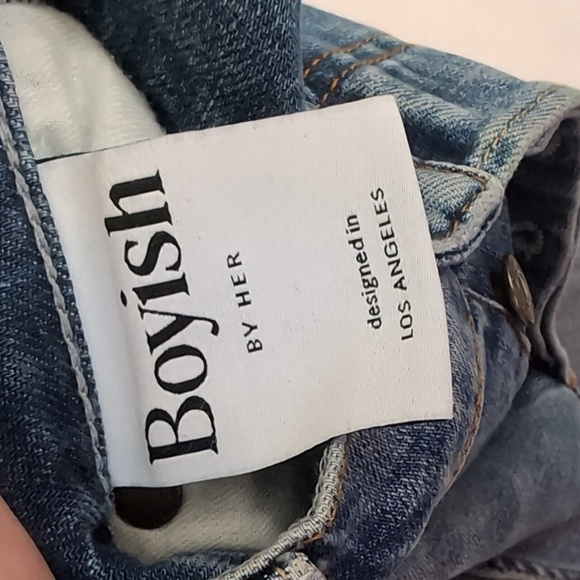 Boyish
BY HER
designed in
LOS ANGELES